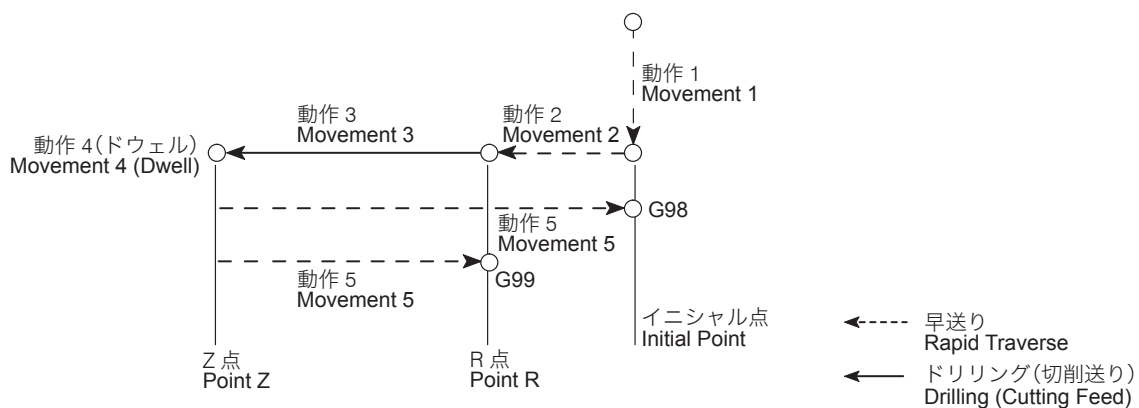 動作 1
Movement 1
動作 3
Movement 3
動作 2
Movement 2
動作 4(ドウェル)
Movement 4 (Dwell)
G98
動作 5
Movement 5
G99
動作 5
Movement 5
イニシャル点
Initial Point
Z 点
Point Z
R 点
Point R
早送り
Rapid Traverse
ドリリング(切削送り)
Drilling (Cutting Feed)